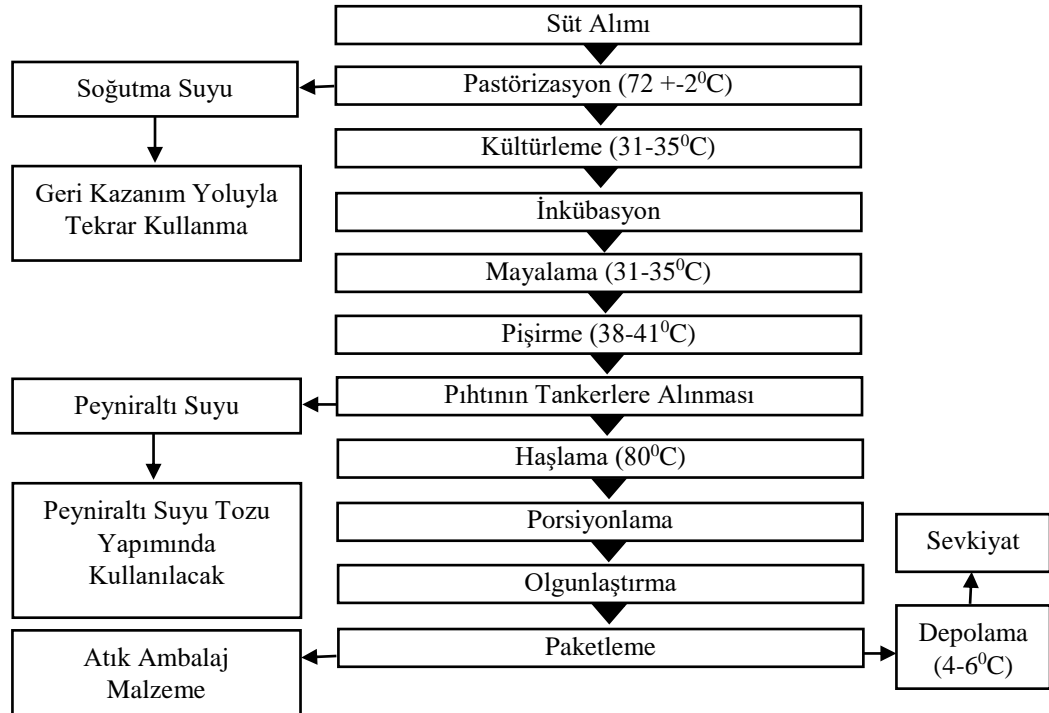 Süt Alımı
Soğutma Suyu
Pastörizasyon (72 +-2⁰C)
Kültürleme (31-35⁰C)
Geri Kazanım Yoluyla
Tekrar Kullanma
İnkübasyon
Mayalama (31-35⁰C)
Pişirme (38-41⁰C)
Peyniraltı Suyu
Pıhtının Tankerlere Alınması
Haşlama (80⁰C)
Peyniraltı Suyu Tozu
Yapımında
Kullanılacak
Porsiyonlama
Sevkiyat
Olgunlaştırma
Paketleme
Depolama
(4-6⁰C)
Atık Ambalaj
Malzeme